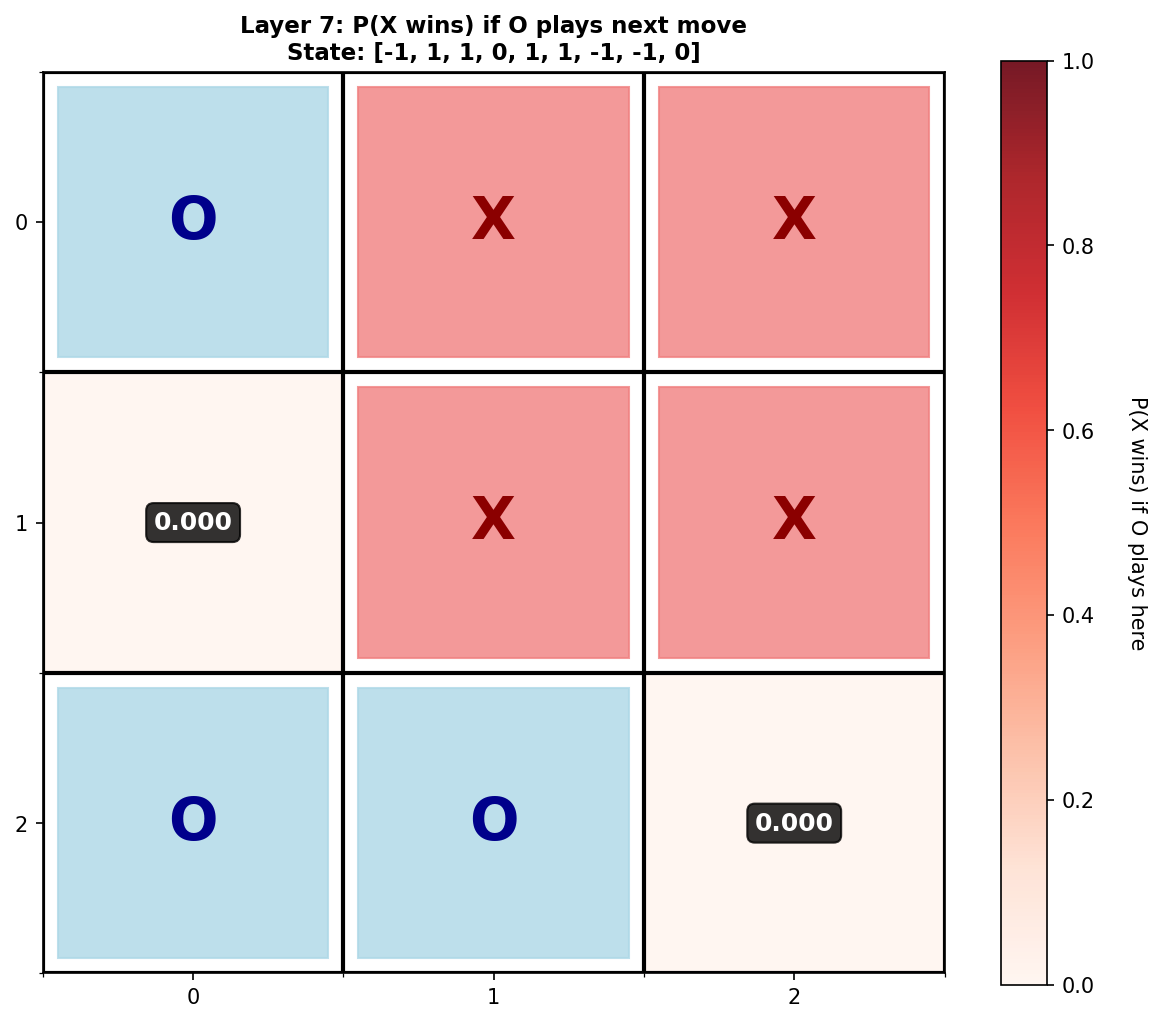 Layer 7: P(X wins) if O plays next move
State: [-1, 1, 1, 0, 1, 1, -1, -1, 0]
0
O
X
X
1
0.000
X
X
2
O
O
0.000
0
1
2
1.0
0.8
0.6
0.4
0.2
0.0
P(X wins) if O plays here